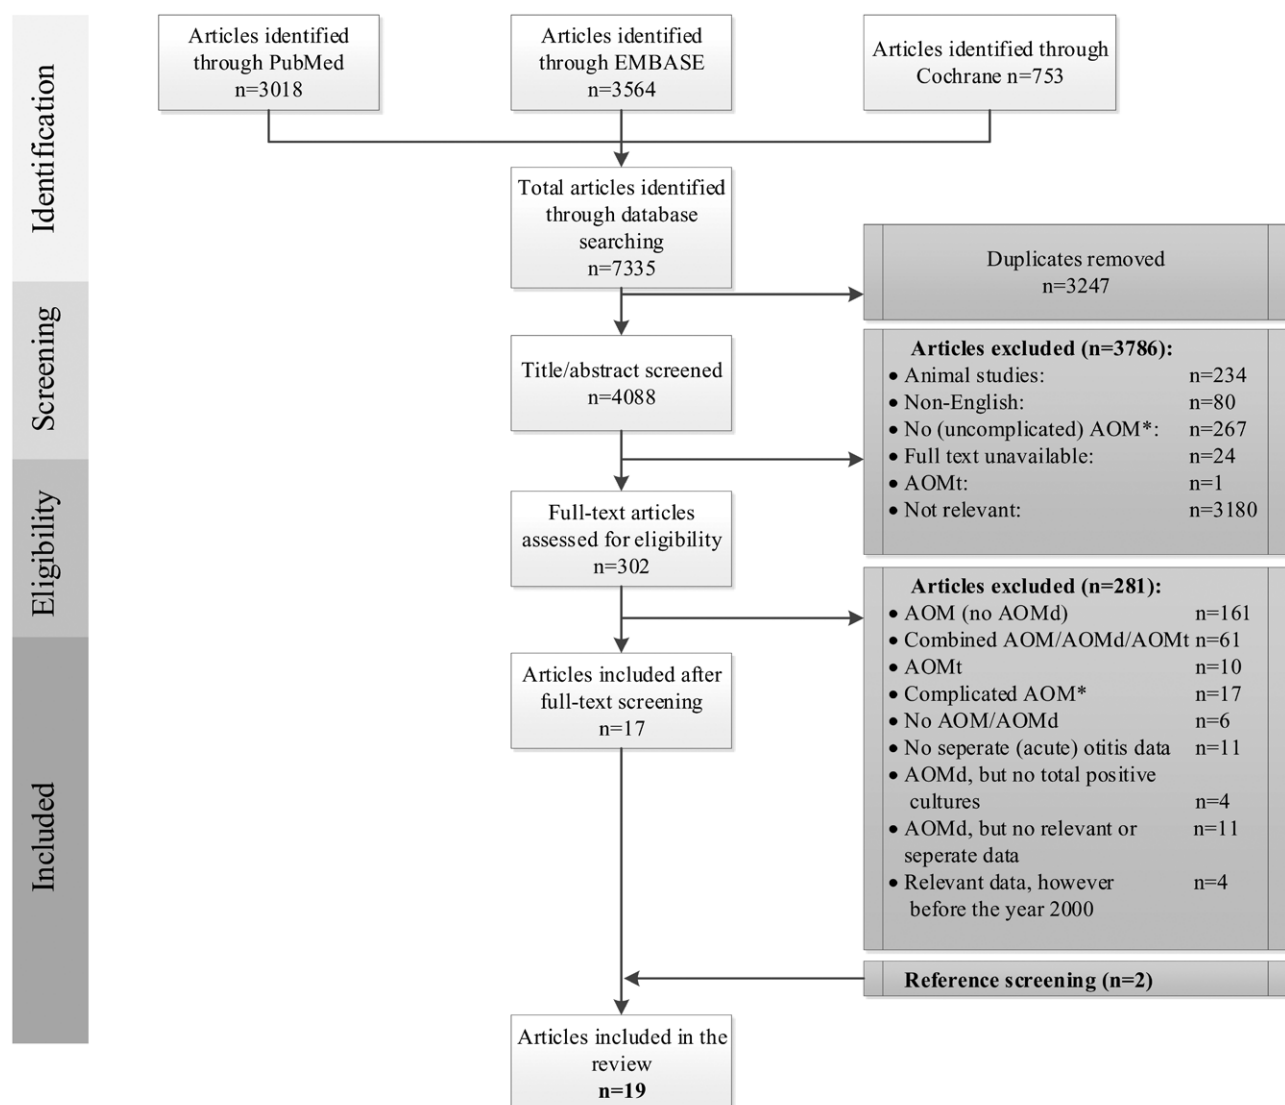 Identification
Screening
Eligibility
Included
Articles identified
through PubMed
n=3018
Articles identified
through EMBASE
n=3564
Articles identified through
Cochrane n=753
Total articles identified
through database
searching
n=7335
Duplicates removed
n=3247
Title/abstract screened
n=4088
Articles excluded (n=3786):
• Animal studies: n=234
• Non-English: n=80
• No (uncomplicated) AOM*: n=267
• Full text unavailable: n=24
• AOMt: n=1
• Not relevant: n=3180
Full-text articles
assessed for eligibility
n=302
Articles excluded (n=281):
• AOM (no AOMd) n=161
• Combined AOM/AOMd/AOMt n=61
• AOMt n=10
• Complicated AOM* n=17
• No AOM/AOMd n=6
• No seperate (acute) otitis data n=11
• AOMd, but no total positive
cultures n=4
• AOMd, but no relevant or n=11
seperate data
• Relevant data, however n=4
before the year 2000
Articles included after
full-text screening
n=17
Reference screening (n=2)
Articles included in the
review
n=19